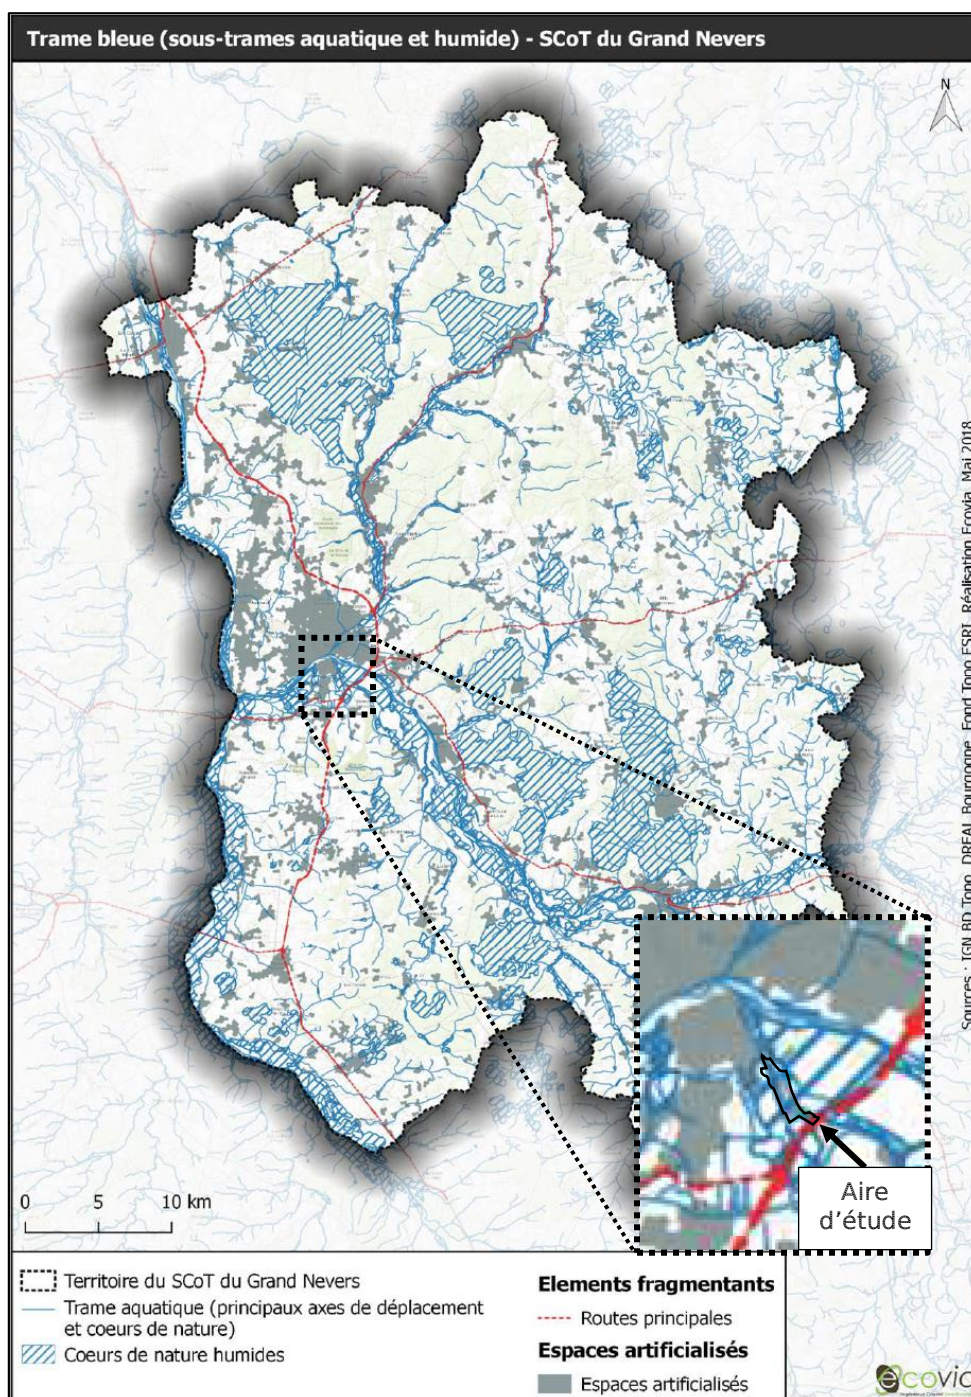 Trame bleue (sous-trames aquatique et humide) - SCoT du Grand Nevers
N
Sources : IGN BD Topo, DREAL Bourgogne, Fond Topo ESRI, Réalisation Ecovia, Mai 2018
Aire
d'étude
0 5 10 km
Territoire du SCoT du Grand Nevers
Trame aquatique (principaux axes de déplacement
et coeurs de nature)
Coeurs de nature humides
Elements fragmentants
Routes principales
Espaces artificialisés
Espaces artificialisés
ecovia